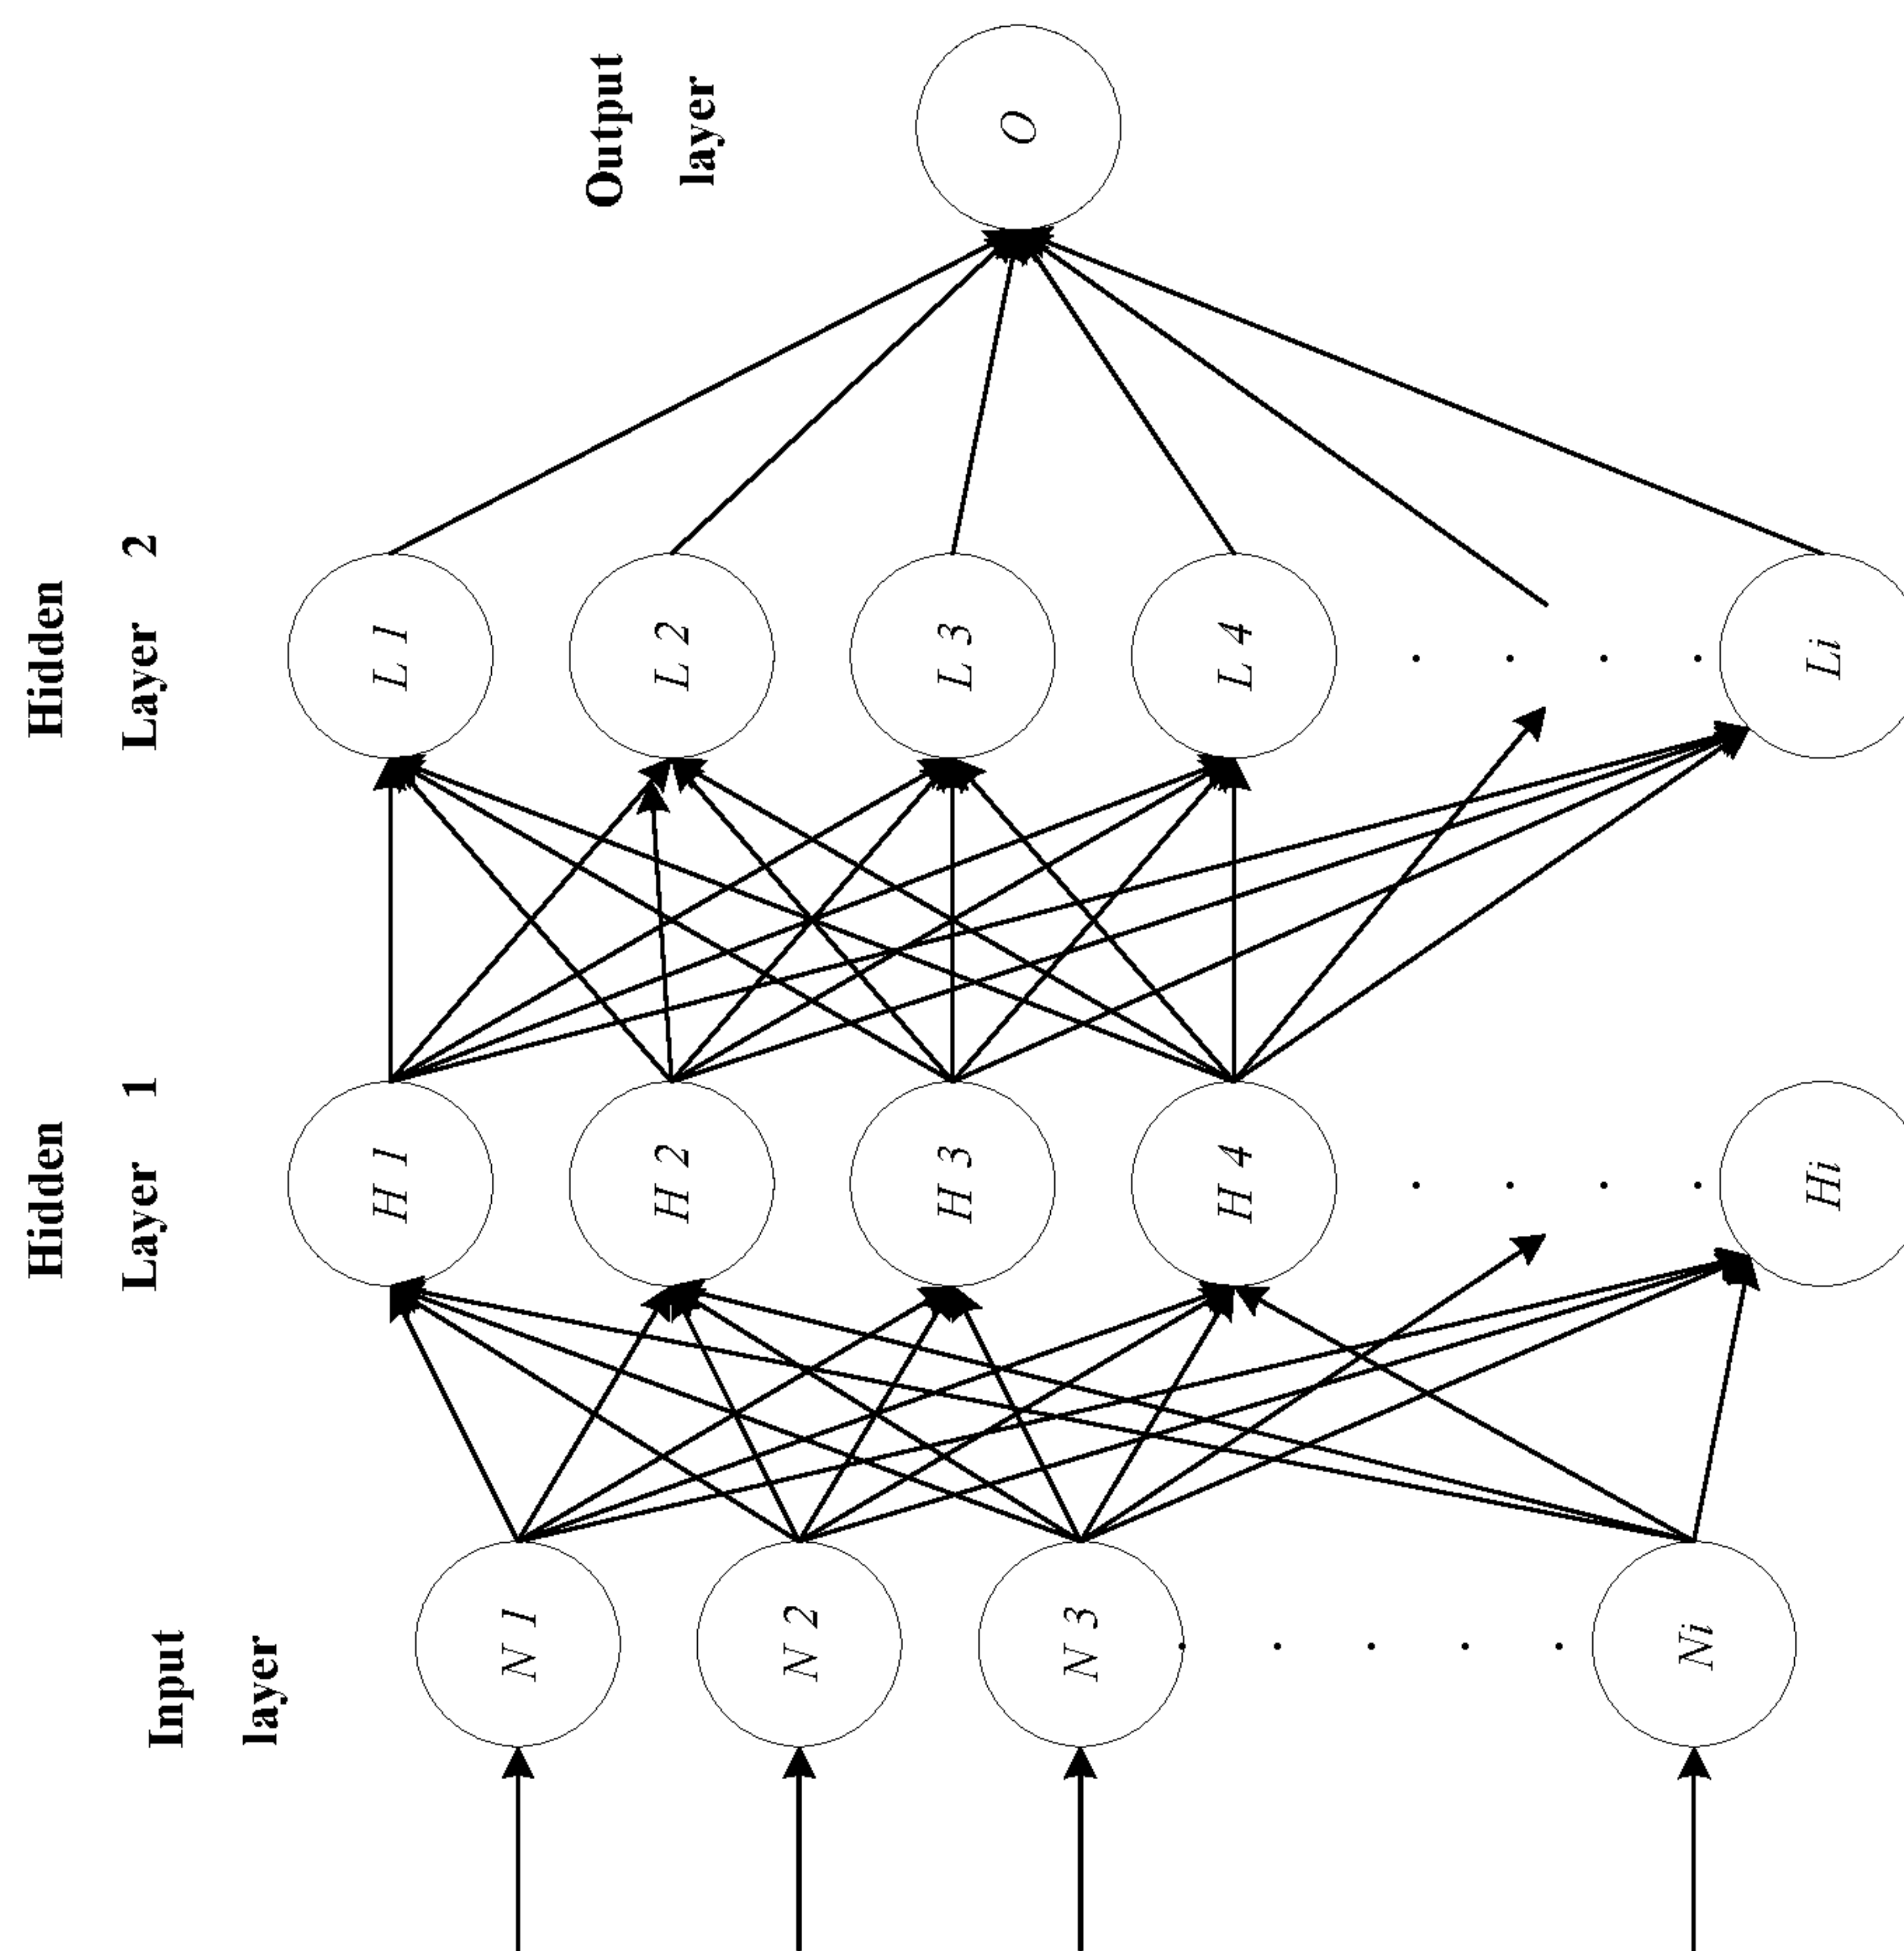 Input
layer
Hidden
Layer 1
Hidden
Layer 2
Output
layer
N 1
N 2
N 3
Ni
H 1
H 2
H 3
H 4
Hi
L 1
L 2
L 3
L 4
Li
O